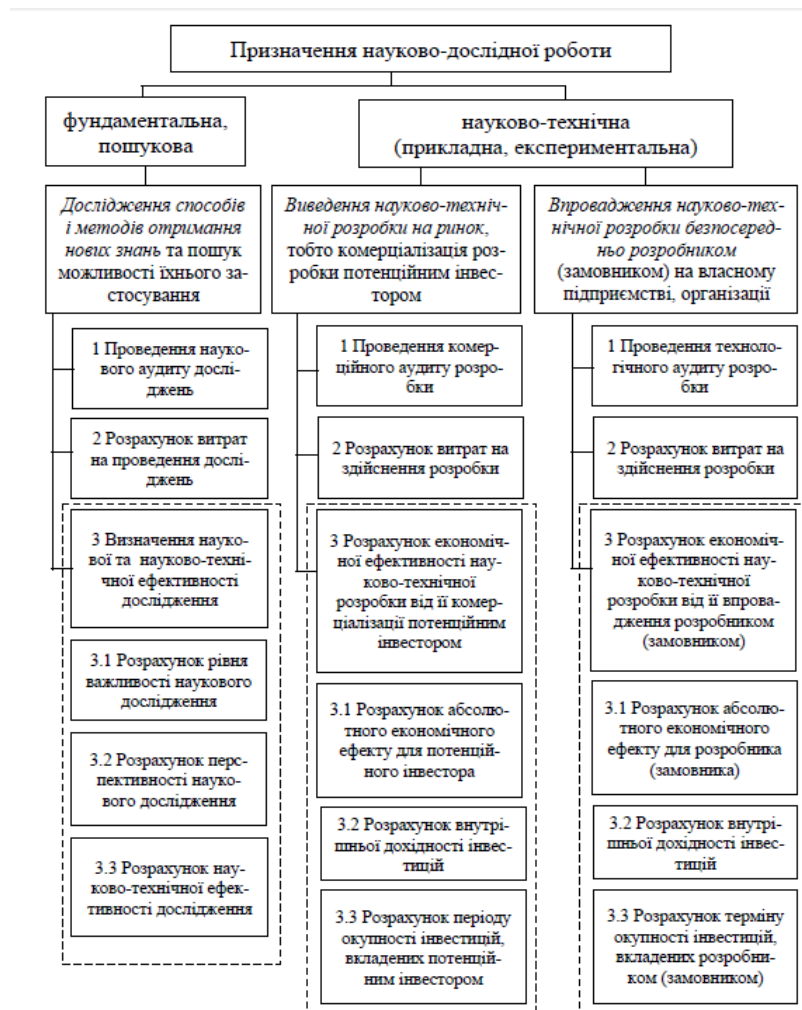 Призначення науково-дослідної роботи
фундаментальна,
пошукова
науково-технічна
(прикладна, експериментальна)
Дослідження способів
і методів отримання
нових знань та пошук
можливості їхнього за-
стосування
1 Проведення науко-
вого аудиту дослі-
джень
2 Розрахунок витрат
на проведення дослі-
джень
3 Визначення наук-
ової та науково-техні-
чної ефективності
дослідження
3.1 Розрахунок рівня
важливості наукового
дослідження
3.2 Розрахунок перс-
пективності науко-
вого дослідження
3.3 Розрахунок нау-
ково-технічної ефек-
тивності дослідження
Виведення науково-техніч-
ної розробки на ринок,
тобто комерціалізація роз-
робки потенційним інвес-
тором
1 Проведення комер-
ційного аудиту розро-
бки
2 Розрахунок витрат на
здійснення розробки
3 Розрахунок економіч-
ної ефективності нау-
ково-технічної
розробки від її комер-
ціалізації потенційним
інвестором
3.1 Розрахунок абсолю-
тного економічного
ефекту для потенцій-
ного інвестора
3.2 Розрахунок внутрі-
шньої дохідності інвес-
тицій
3.3 Розрахунок періоду
окупності інвестицій,
вкладених потенцій-
ним інвестором
Впровадження науково-тех-
нічної розробки безпосеред-
ньо розробником
(замовником) на власному
підприємстві, організації
1 Проведення техноло-
гічного аудиту розро-
бки
2 Розрахунок витрат на
здійснення розробки
3 Розрахунок економіч-
ної ефективності нау-
ково-технічної
розробки від її впрова-
дження розробником
(замовником)
3.1 Розрахунок абсолю-
тного економічного
ефекту для розробника
(замовника)
3.2 Розрахунок внутрі-
шньої дохідності інвес-
тицій
3.3 Розрахунок терміну
окупності інвестицій,
вкладених розробни-
ком (замовником)